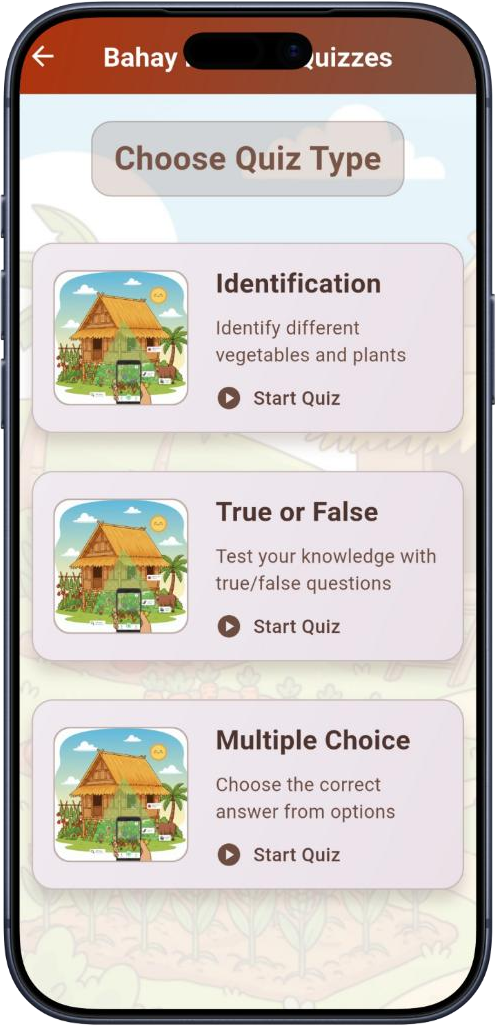 Bahay Quizzes
Choose Quiz Type
Identification
Identify different
vegetables and plants
Start Quiz
True or False
Test your knowledge with
true/false questions
Start Quiz
Multiple Choice
Choose the correct
answer from options
Start Quiz